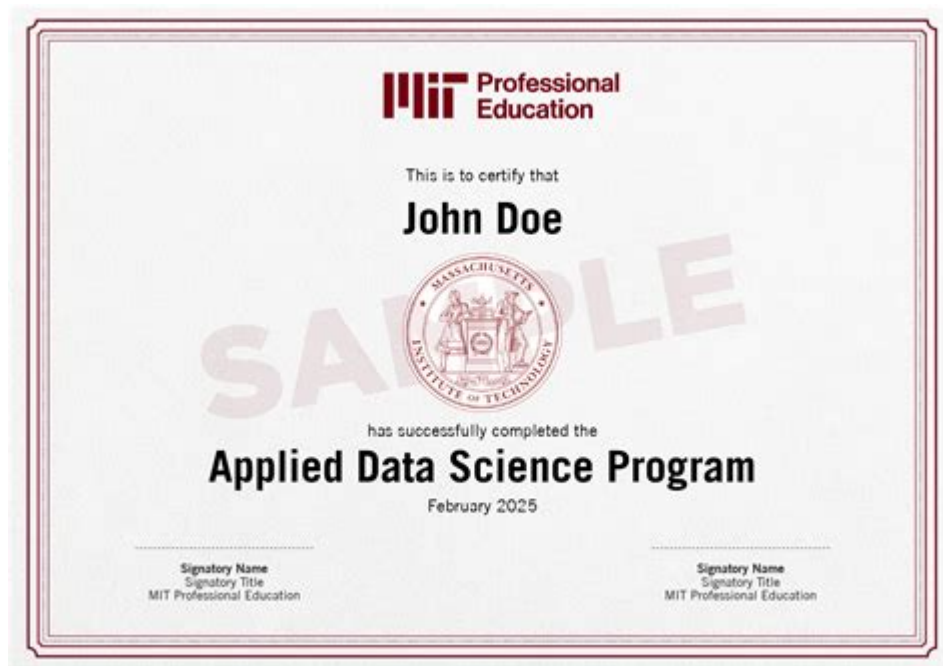 MIT Professional
Education
This is to certify that
John Doe
SAMPLE
MASSACHUSETTS
INSTITUTE OF TECHNOLOGY
has successfully completed the
Applied Data Science Program
February 2025
Signatory Name
Signatory Title
MIT Professional Education
Signatory Name
Signatory Title
MIT Professional Education